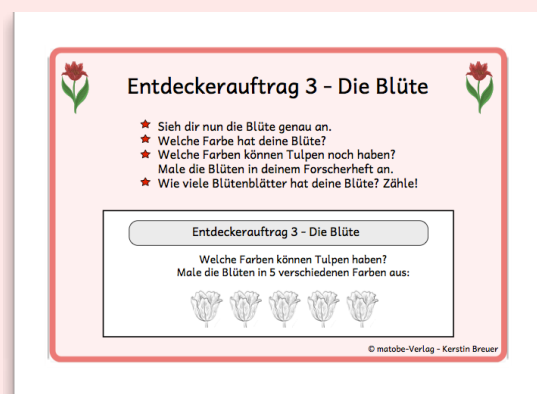 Entdeckerauftrag 3 - Die Blüte
Sieh dir nun die Blüte genau an.
Welche Farbe hat deine Blüte?
Welche Farben können Tulpen noch haben?
Male die Blüten in deinem Forscherheft an.
Wie viele Blütenblätter hat deine Blüte? Zähle!
Entdeckerauftrag 3 - Die Blüte
Welche Farben können Tulpen haben?
Male die Blüten in 5 verschiedenen Farben aus:
© matobe-Verlag - Kerstin Breuer